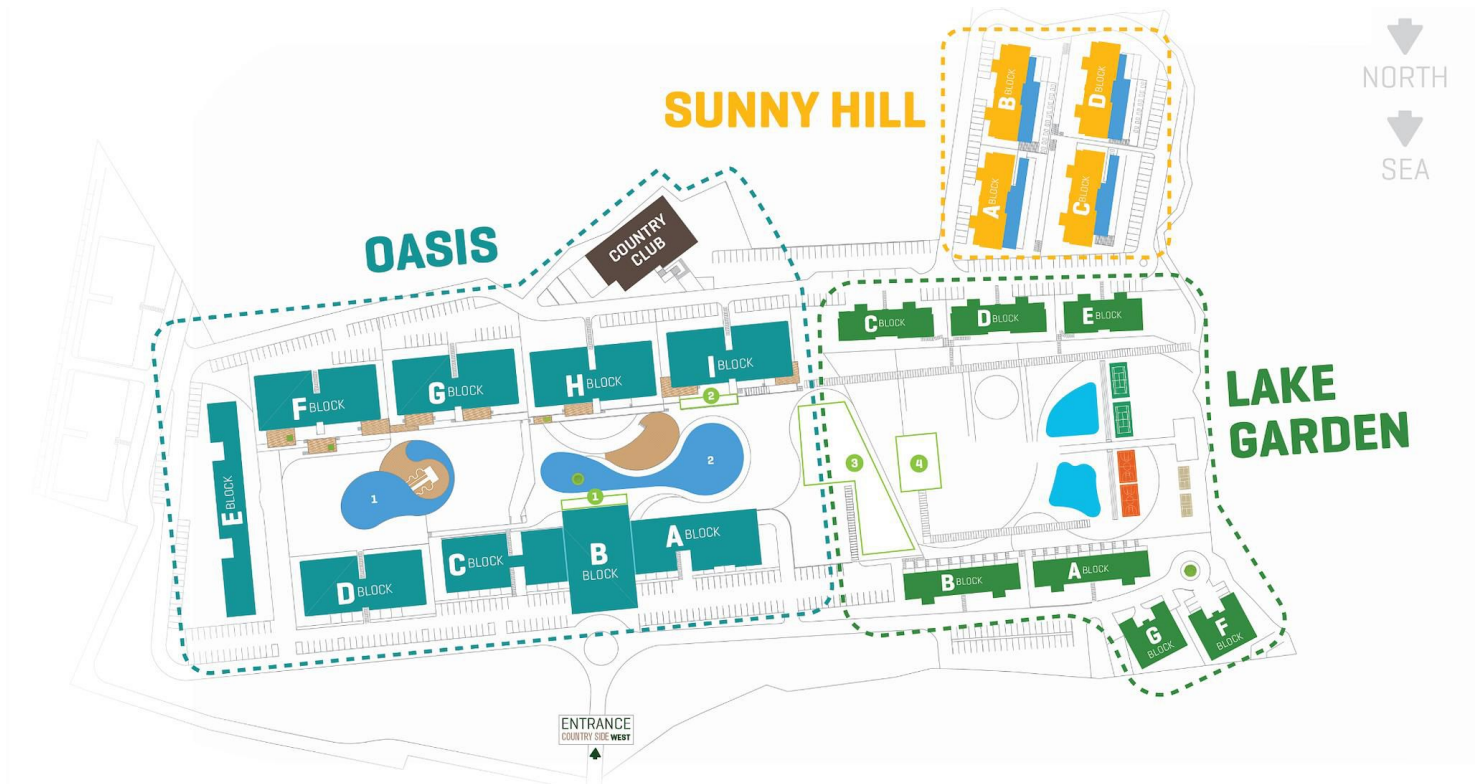 NORTH
SEA
SUNNY HILL
B BLOCK
D BLOCK
A BLOCK
C BLOCK
OASIS
COUNTRY
CLUB
F BLOCK
G BLOCK
H BLOCK
I BLOCK
E BLOCK
D BLOCK
C BLOCK
B
BLOCK
A BLOCK
1
2
1
2
3
4
C BLOCK
D BLOCK
E BLOCK
LAKE
GARDEN
B BLOCK
A BLOCK
G
BLOCK
F
BLOCK
ENTRANCE
COUNTRY SIDE WEST